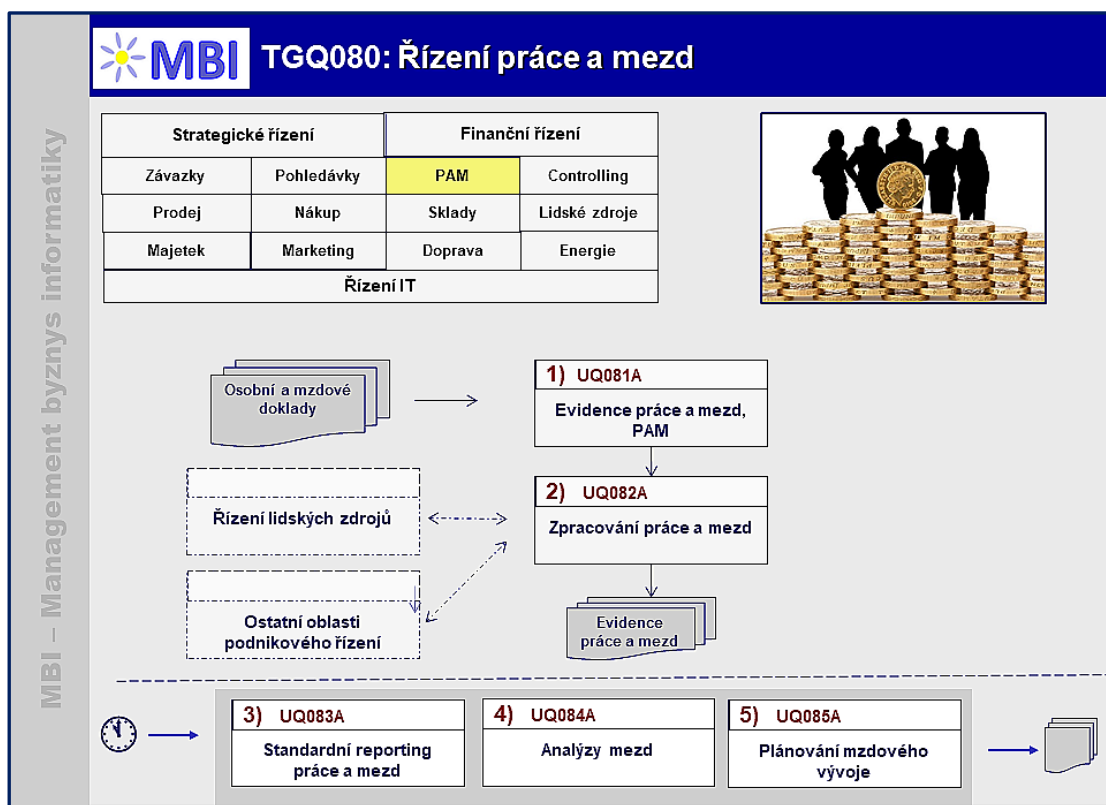 MBI – Management byznys informatiky
MBI
TGQ080: Řízení práce a mezd
Strategické řízení
Finanční řízení
Závazky
Pohledávky
PAM
Controlling
Prodej
Nákup
Sklady
Lidské zdroje
Majetek
Marketing
Doprava
Energie
Řízení IT
Osobní a mzdové
doklady
1) UQ081A
Evidence práce a mezd,
PAM
2) UQ082A
Zpracování práce a mezd
Řízení lidských zdrojů
Ostatní oblasti
podnikového řízení
Evidence
práce a mezd
3) UQ083A
Standardní reporting
práce a mezd
4) UQ084A
Analýzy mezd
5) UQ085A
Plánování mzdového
vývoje